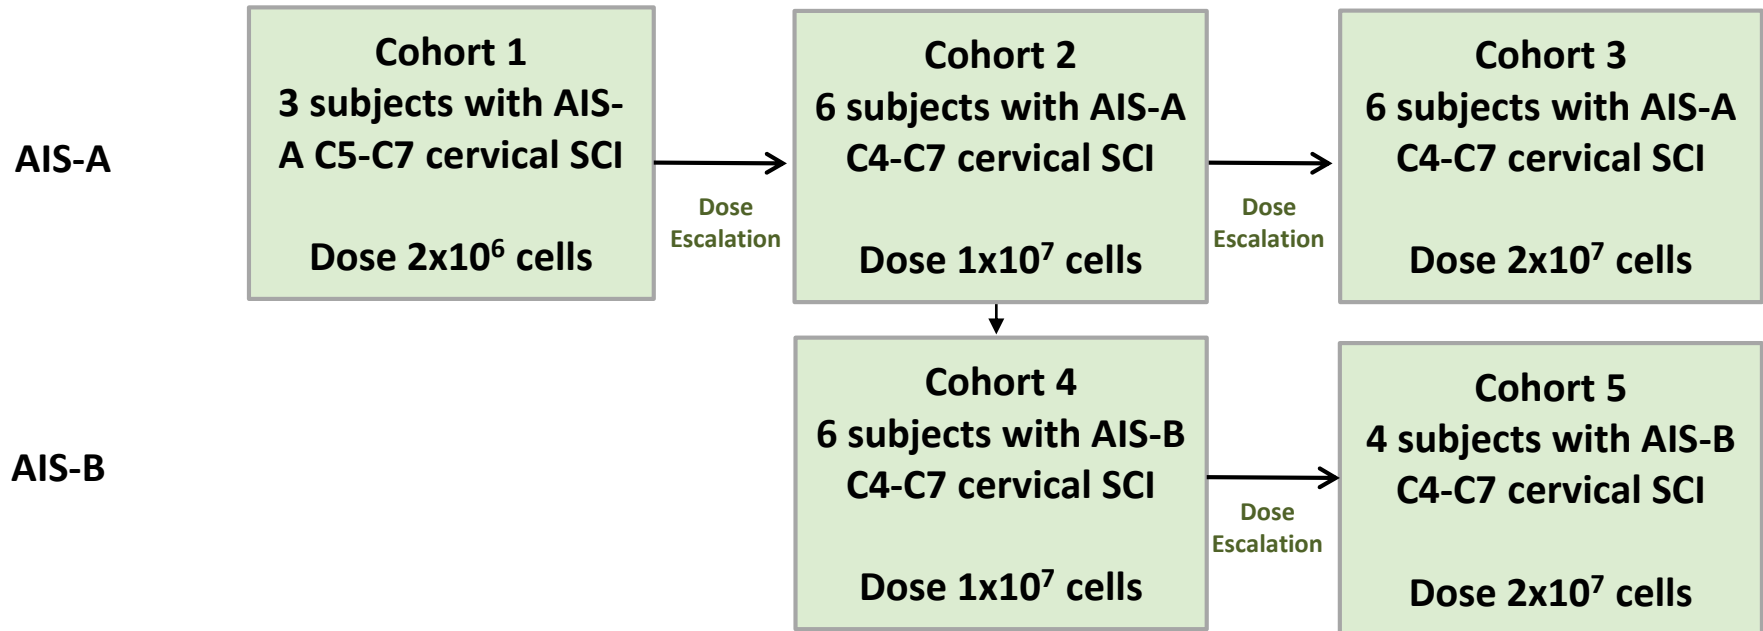 AIS-A
Cohort 1
3 subjects with AIS-
A C5-C7 cervical SCI
Dose 2x10⁶ cells
Dose
Escalation
Cohort 2
6 subjects with AIS-A
C4-C7 cervical SCI
Dose 1x10⁷ cells
Dose
Escalation
Cohort 3
6 subjects with AIS-A
C4-C7 cervical SCI
Dose 2x10⁷ cells
AIS-B
Cohort 4
6 subjects with AIS-B
C4-C7 cervical SCI
Dose 1x10⁷ cells
Dose
Escalation
Cohort 5
4 subjects with AIS-B
C4-C7 cervical SCI
Dose 2x10⁷ cells